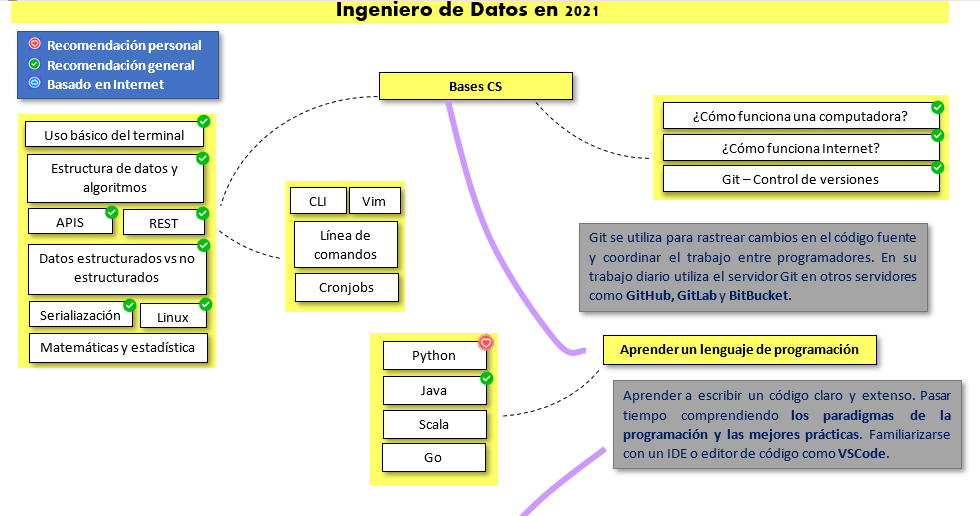 Ingeniero de Datos en 2021
Recomendación personal
Recomendación general
Basado en Internet
Bases CS
Uso básico del terminal
Estructura de datos y
algoritmos
APIS
REST
Datos estructurados vs no
estructurados
Serialiazación
Linux
Matemáticas y estadística
CLI
Vim
Línea de
comandos
Cronjobs
¿Cómo funciona una computadora?
¿Cómo funciona Internet?
Git – Control de versiones
Git se utiliza para rastrear cambios en el código fuente
y coordinar el trabajo entre programadores. En su
trabajo diario utiliza el servidor Git en otros servidores
como GitHub, GitLab y BitBucket.
Aprender un lenguaje de programación
Python
Java
Scala
Go
Aprender a escribir un código claro y extenso. Pasar
tiempo comprendiendo los paradigmas de la
programación y las mejores prácticas. Familiarizarse
con un IDE o editor de código como VSCode.